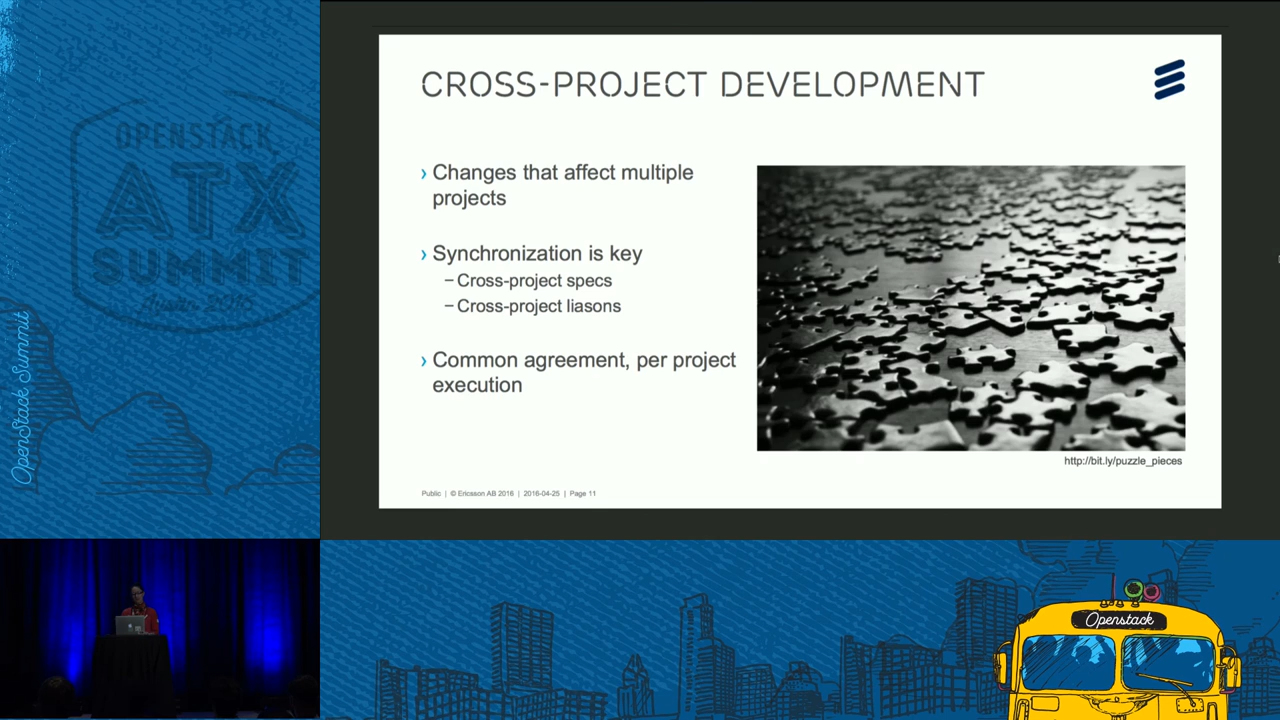 CROSS-PROJECT DEVELOPMENT
› Changes that affect multiple
projects
› Synchronization is key
– Cross-project specs
– Cross-project liasons
› Common agreement, per project
execution
http://bit.ly/puzzle_pieces
Public | © Ericsson AB 2016 | 2016-04-25 | Page 11
OPENSTACK
ATX
SUMMIT
OpenStack Summit
Openstack